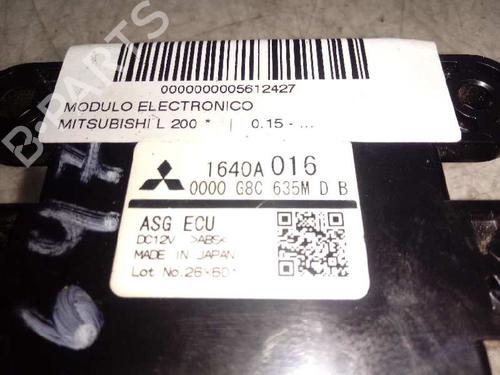 0000000005612427
MODULO ELECTRONICO
MITSUBISHI L 200 * | 0.15 - ...
1640A 016
0000 G8C 635M D B
ASG ECU
DC12V >ABS<
MADE IN JAPAN
Lot No.
B-PARTS